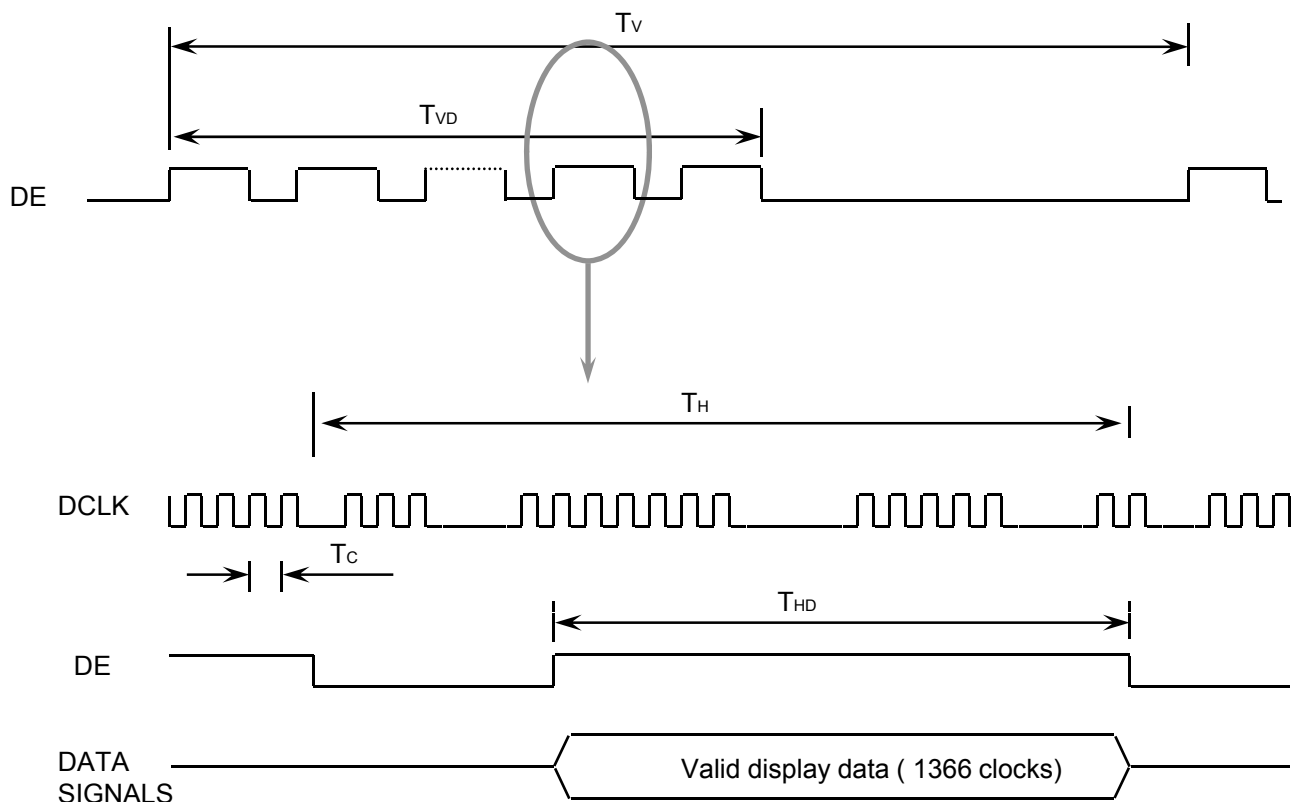 TV
TVD
DE
TH
DCLK
TC
THD
DE
DATA
SIGNALS
Valid display data ( 1366 clocks)